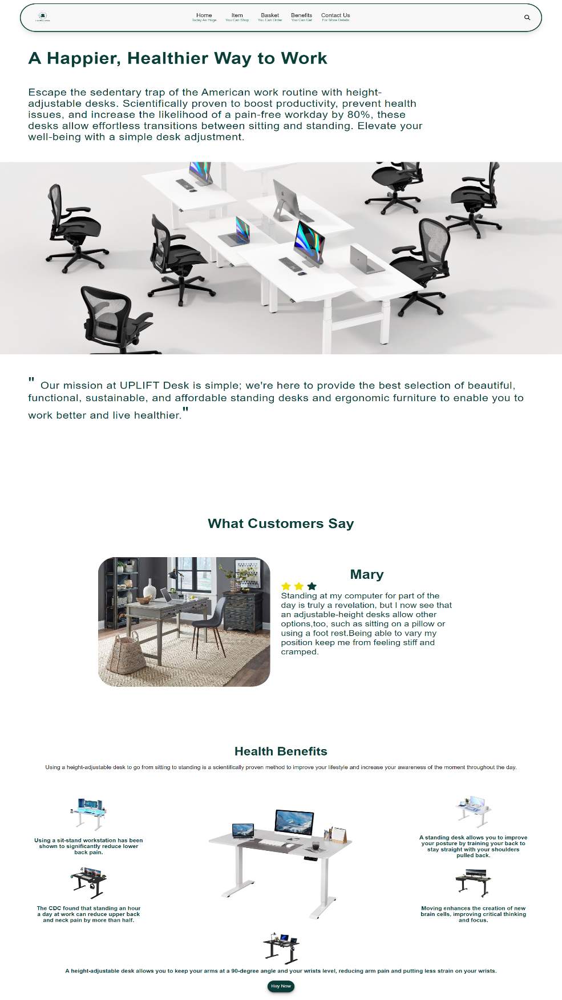 Home Item Basket Benefits Contact Us
Today As Huge You Can Shop You Can Order You Can Get For More Details
A Happier, Healthier Way to Work
Escape the sedentary trap of the American work routine with height-
adjustable desks. Scientifically proven to boost productivity, prevent health
issues, and increase the likelihood of a pain-free workday by 80%, these
desks allow effortless transitions between sitting and standing. Elevate your
well-being with a simple desk adjustment.
" Our mission at UPLIFT Desk is simple; we're here to provide the best selection of beautiful,
functional, sustainable, and affordable standing desks and ergonomic furniture to enable you to
work better and live healthier."
What Customers Say
Mary
Standing at my computer for part of the
day is truly a revelation, but I now see that
an adjustable-height desks allow other
options,too, such as sitting on a pillow or
using a foot rest.Being able to vary my
position keep me from feeling stiff and
cramped.
Health Benefits
Using a height-adjustable desk to go from sitting to standing is a scientifically proven method to improve your lifestyle and increase your awareness of the moment throughout the day.
Using a sit-stand workstation has been
shown to significantly reduce lower
back pain.
A standing desk allows you to improve
your posture by training your back to
stay straight with your shoulders
pulled back.
The CDC found that standing an hour
a day at work can reduce upper back
and neck pain by more than half.
Moving enhances the creation of new
brain cells, improving critical thinking
and focus.
A height-adjustable desk allows you to keep your arms at a 90-degree angle and your wrists level, reducing arm pain and putting less strain on your wrists.
Buy Now